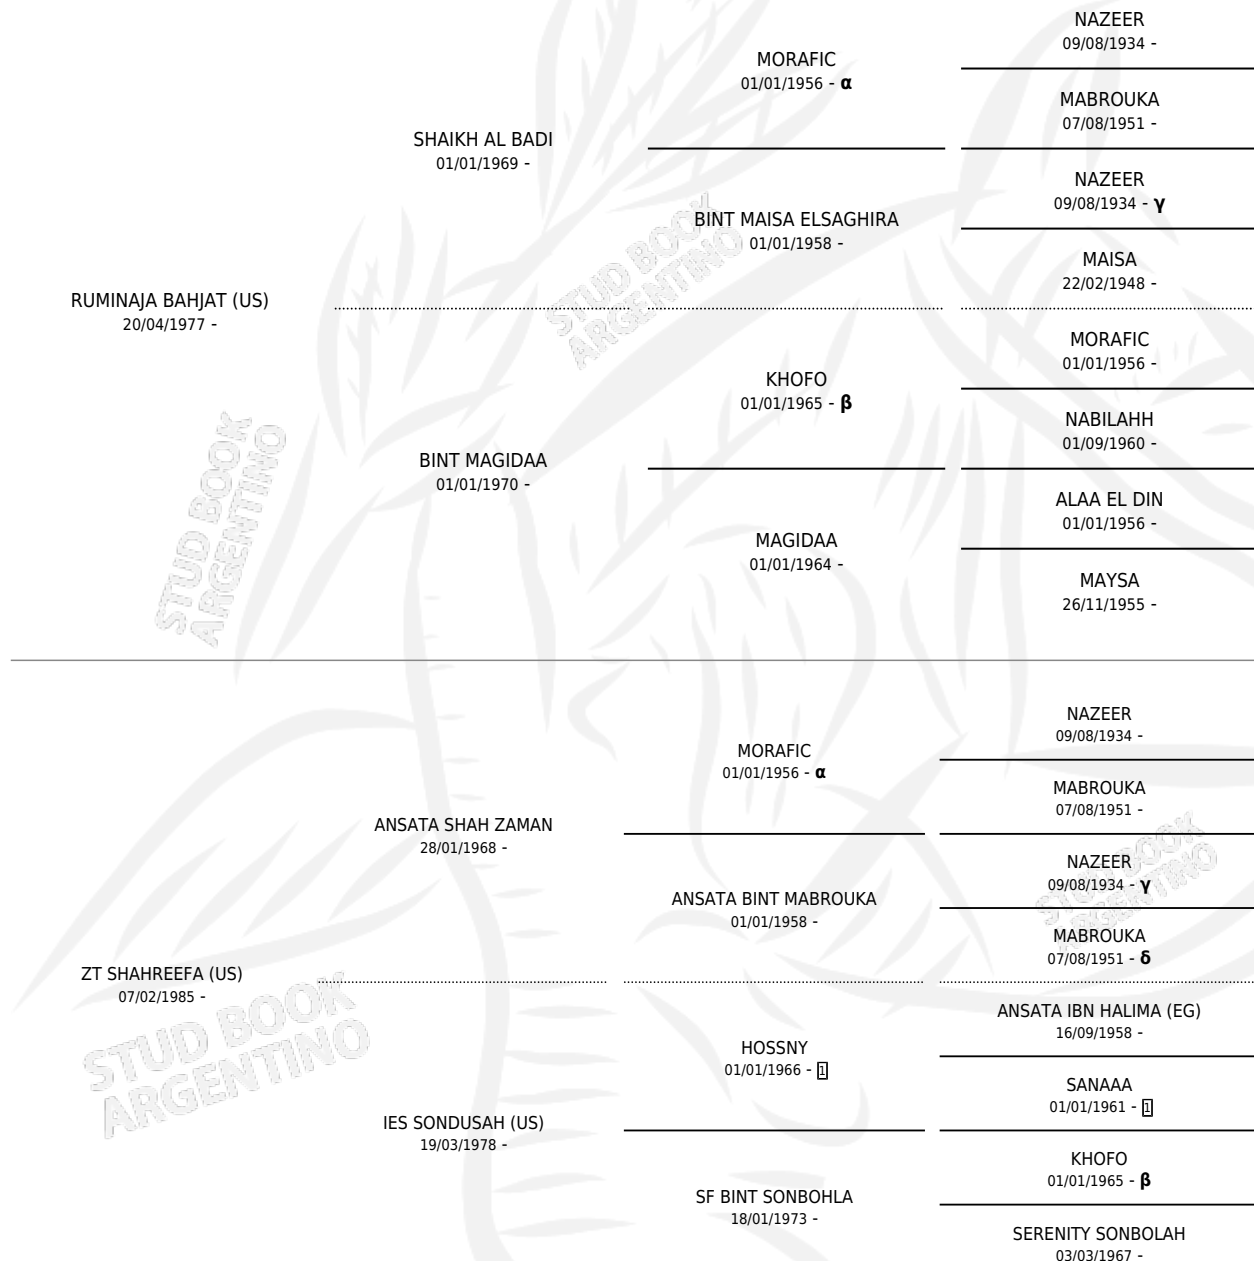 NAZEER
09/08/1934 -
MORAFIC
01/01/1956 - α
MABROUKA
07/08/1951 -
SHAIKH AL BADI
01/01/1969 -
NAZEER
09/08/1934 - γ
BINT MAISA ELSAGHIRA
01/01/1958 -
MAISA
22/02/1948 -
RUMINAJA BAHJAT (US)
20/04/1977 -
MORAFIC
01/01/1956 -
KHOFO
01/01/1965 - β
NABILAHH
01/09/1960 -
BINT MAGIDAA
01/01/1970 -
ALAA EL DIN
01/01/1956 -
MAGIDAA
01/01/1964 -
MAYSA
26/11/1955 -
NAZEER
09/08/1934 -
MORAFIC
01/01/1956 - α
MABROUKA
07/08/1951 -
ANSATA SHAH ZAMAN
28/01/1968 -
NAZEER
09/08/1934 - γ
ANSATA BINT MABROUKA
01/01/1958 -
MABROUKA
07/08/1951 - δ
ZT SHAHREEFA (US)
07/02/1985 -
ANSATA IBN HALIMA (EG)
16/09/1958 -
HOSSNY
01/01/1966 - 1
SANAAA
01/01/1961 - 1
IES SONDUSAH (US)
19/03/1978 -
KHOFO
01/01/1965 - β
SF BINT SONBOHLA
18/01/1973 -
SERENITY SONBOLAH
03/03/1967 -
STUD BOOK
ARGENTINO
STUD BOOK
ARGENTINO
STUD BOOK
ARGENTINO
STUD BOOK
ARGENTINO